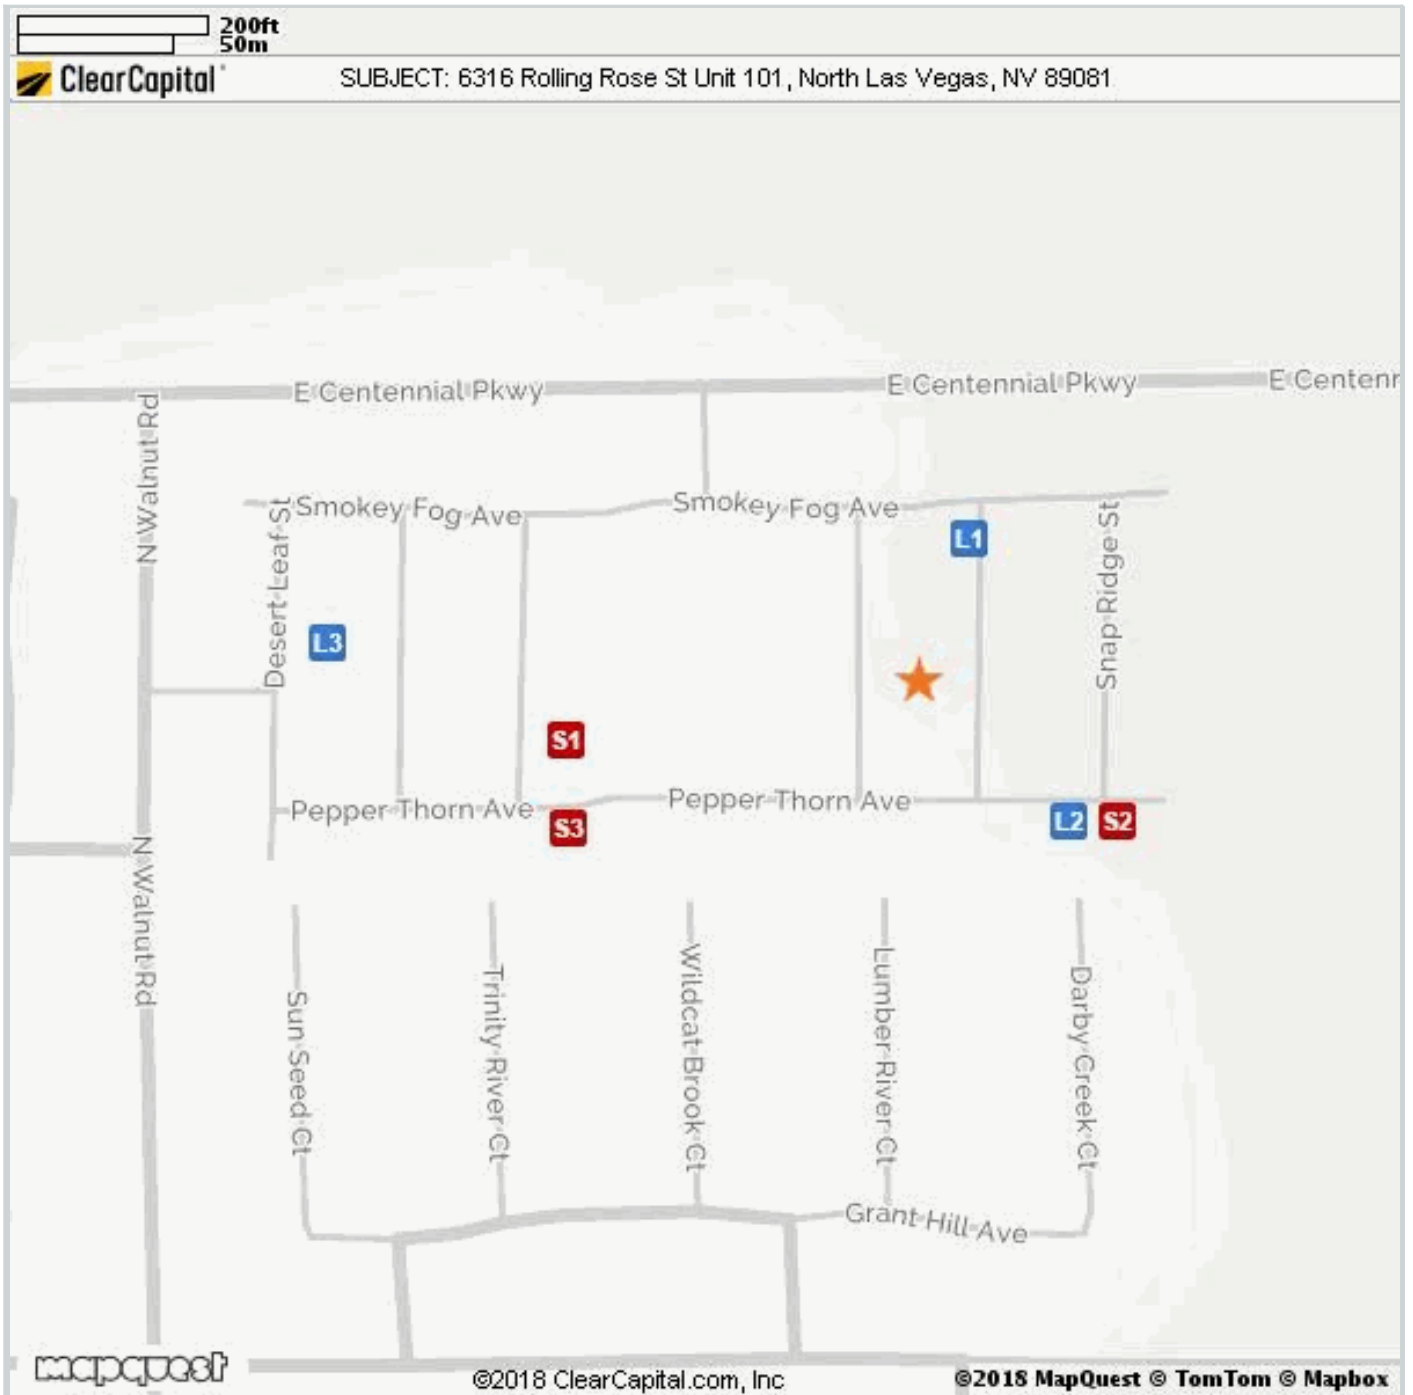 200ft
50m
ClearCapital
SUBJECT: 6316 Rolling Rose St Unit 101, North Las Vegas, NV 89081
E Centennial Pkwy
E Centennial Pkwy
E Centenr
N Walnut Rd
Desert Leaf St
Smokey Fog Ave
Smokey Fog Ave
L1
Snap Ridge St
L3
S1
Pepper Thorn Ave
Pepper Thorn Ave
S3
L2
S2
N Walnut Rd
Sun Seed Ct
Trinity River Ct
Wildcat Brook Ct
Lumber River Ct
Darby Creek Ct
Grant Hill Ave
mapquest
©2018 ClearCapital.com, Inc
©2018 MapQuest © TomTom © Mapbox